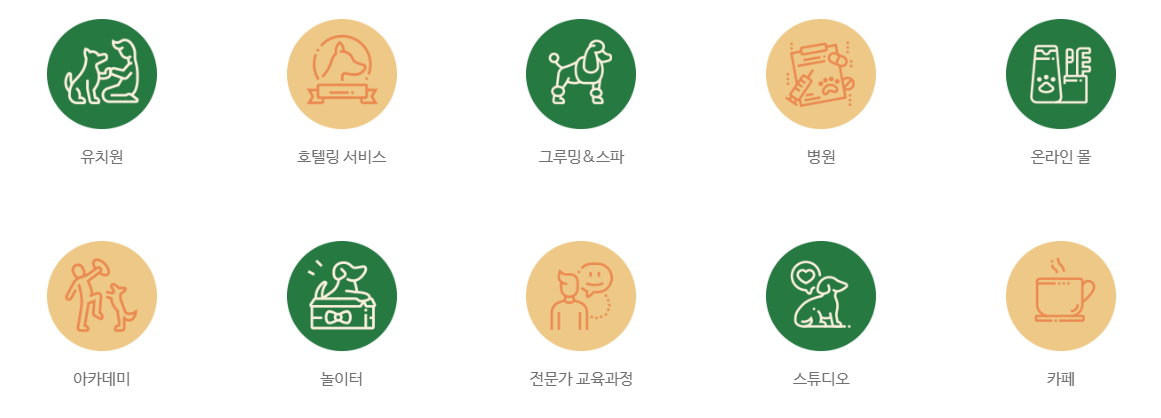 유치원
호텔링 서비스
그루밍&스파
병원
온라인 몰
아카데미
놀이터
전문가 교육과정
스튜디오
카페